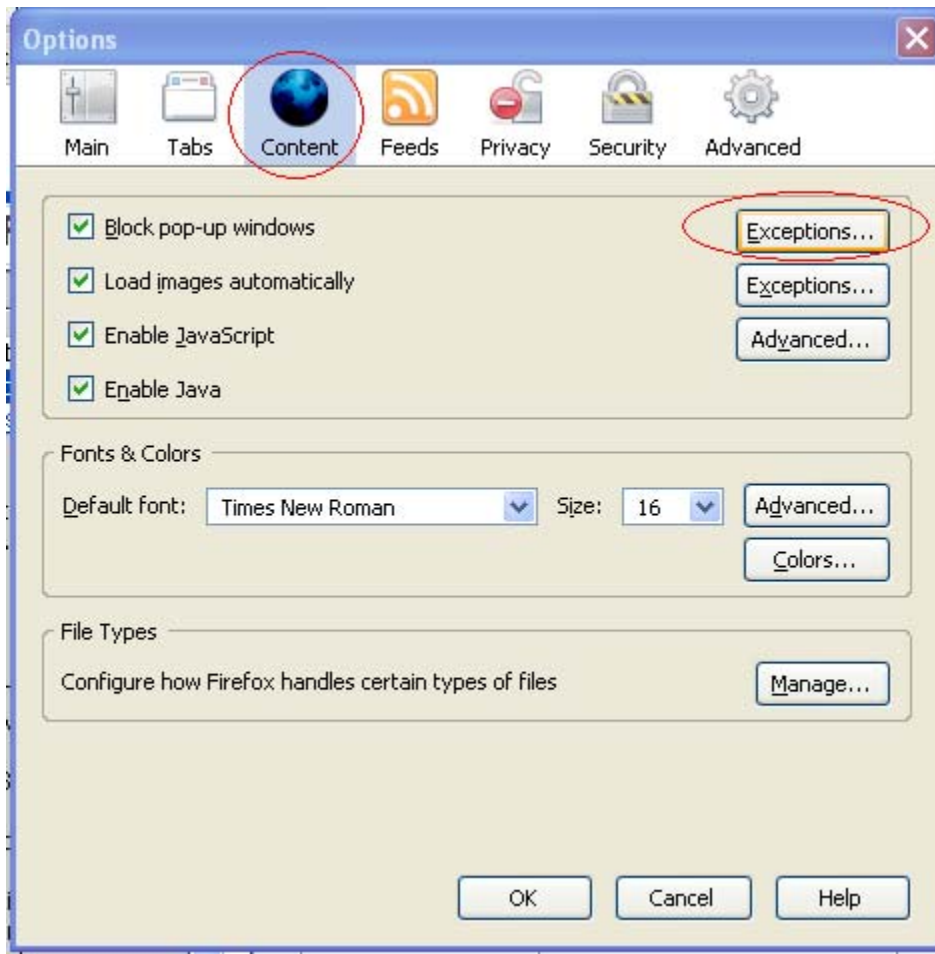 Options
Main Tabs Content Feeds Privacy Security Advanced
Block pop-up windows Exceptions...
Load images automatically Exceptions...
Enable JavaScript Advanced...
Enable Java
Fonts & Colors
Default font: Times New Roman Size: 16 Advanced...
Colors...
File Types
Configure how Firefox handles certain types of files Manage...
OK Cancel Help